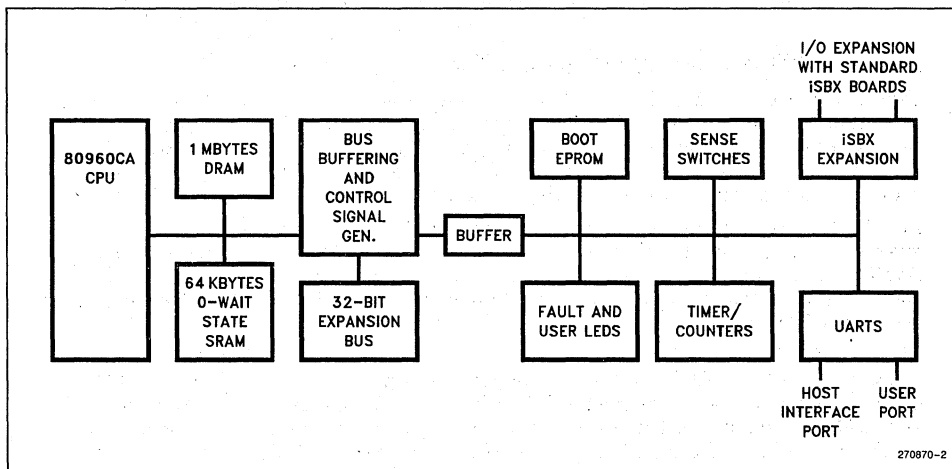 I/O EXPANSION
WITH STANDARD
iSBX BOARDS
80960CA
CPU
1 MBYTES
DRAM
BUS
BUFFERING
AND
CONTROL
SIGNAL
GEN.
BOOT
EPROM
SENSE
SWITCHES
iSBX
EXPANSION
BUFFER
64 KBYTES
0-WAIT
STATE
SRAM
32-BIT
EXPANSION
BUS
FAULT AND
USER LEDS
TIMER/
COUNTERS
UARTS
HOST
INTERFACE
PORT
USER
PORT
270870-2